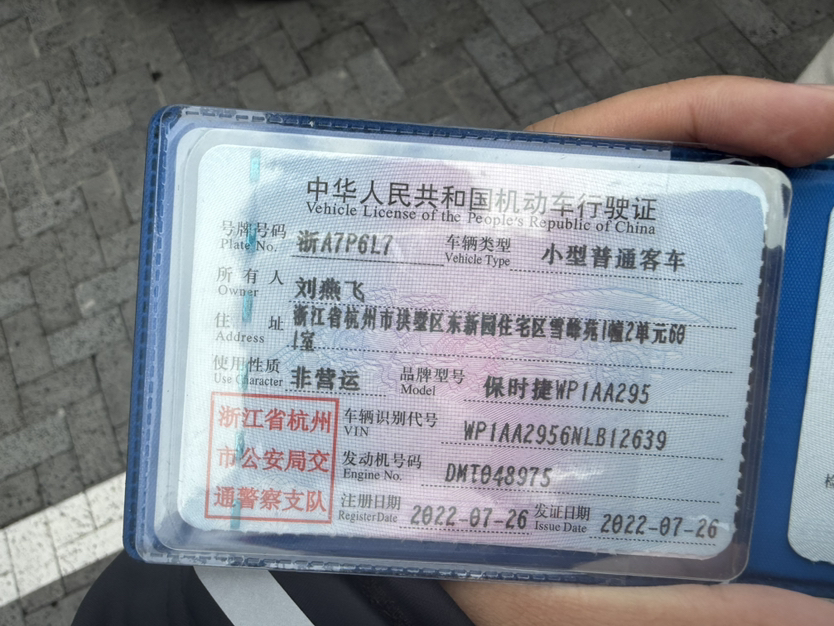 中华人民共和国机动车行驶证
Vehicle License of the People's Republic of China
号牌号码 浙A7P6L7 车辆类型 小型普通客车
Plate No. Vehicle Type
所有人 刘燕飞
Owner
住址 浙江省杭州市拱墅区东新园住宅区雪峰苑1幢2单元60
Address 1室
使用性质 非营运 品牌型号 保时捷WP1AA295
Use Character Model
浙江省杭州 车辆识别代号 WP1AA2956NLB12639
VIN
市公安局交 发动机号码 DMT048975
Engine No.
通警察支队 注册日期 2022-07-26 发证日期 2022-07-26
Register Date Issue Date